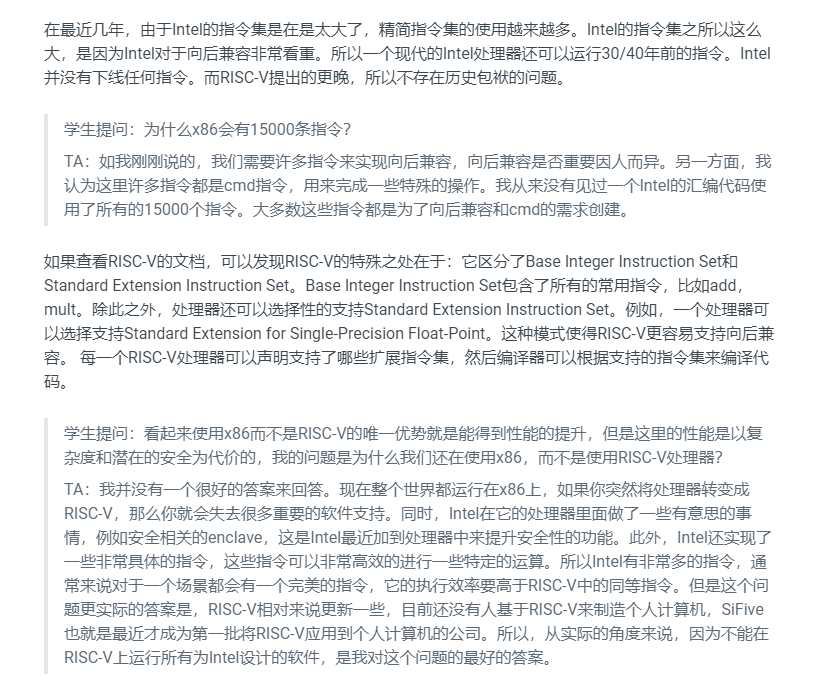 在最近几年，由于Intel的指令集是在是太大了，精简指令集的使用越来越多。Intel的指令集之所以这么
大，是因为Intel对于向后兼容非常看重。所以一个现代的Intel处理器还可以运行30/40年前的指令。Intel
并没有下线任何指令。而RISC-V提出的更晚，所以不存在历史包袱的问题。
学生提问：为什么x86会有15000条指令？
TA：如我刚刚说的，我们需要许多指令来实现向后兼容，向后兼容是否重要因人而异。另一方面，我
认为这里许多指令都是cmd指令，用来完成一些特殊的操作。我从来没有见过一个Intel的汇编代码使
用了所有的15000个指令。大多数这些指令都是为了向后兼容和cmd的需求创建。
如果查看RISC-V的文档，可以发现RISC-V的特殊之处在于：它区分了Base Integer Instruction Set和
Standard Extension Instruction Set。Base Integer Instruction Set包含了所有的常用指令，比如add，
mult。除此之外，处理器还可以选择性的支持Standard Extension Instruction Set。例如，一个处理器可
以选择支持Standard Extension for Single-Precision Float-Point。这种模式使得RISC-V更容易支持向后兼
容。 每一个RISC-V处理器可以声明支持了哪些扩展指令集，然后编译器可以根据支持的指令集来编译代
码。
学生提问：看起来使用x86而不是RISC-V的唯一优势就是能得到性能的提升，但是这里的性能是以复
杂度和潜在的安全为代价的，我的问题是为什么我们还在使用x86，而不是使用RISC-V处理器？
TA：我并没有一个很好的答案来回答。现在整个世界都运行在x86上，如果你突然将处理器转变成
RISC-V，那么你就会失去很多重要的软件支持。同时，Intel在它的处理器里面做了一些有意思的事
情，例如安全相关的enclave，这是Intel最近加到处理器中来提升安全性的功能。此外，Intel还实现了
一些非常具体的指令，这些指令可以非常高效的进行一些特定的运算。所以Intel有非常多的指令，通
常来说对于一个场景都会有一个完美的指令，它的执行效率要高于RISC-V中的同等指令。但是这个问
题更实际的答案是，RISC-V相对来说更新一些，目前还没有人基于RISC-V来制造个人计算机，SiFive
也就是最近才成为第一批将RISC-V应用到个人计算机的公司。所以，从实际的角度来说，因为不能在
RISC-V上运行所有为Intel设计的软件，是我对这个问题的最好的答案。